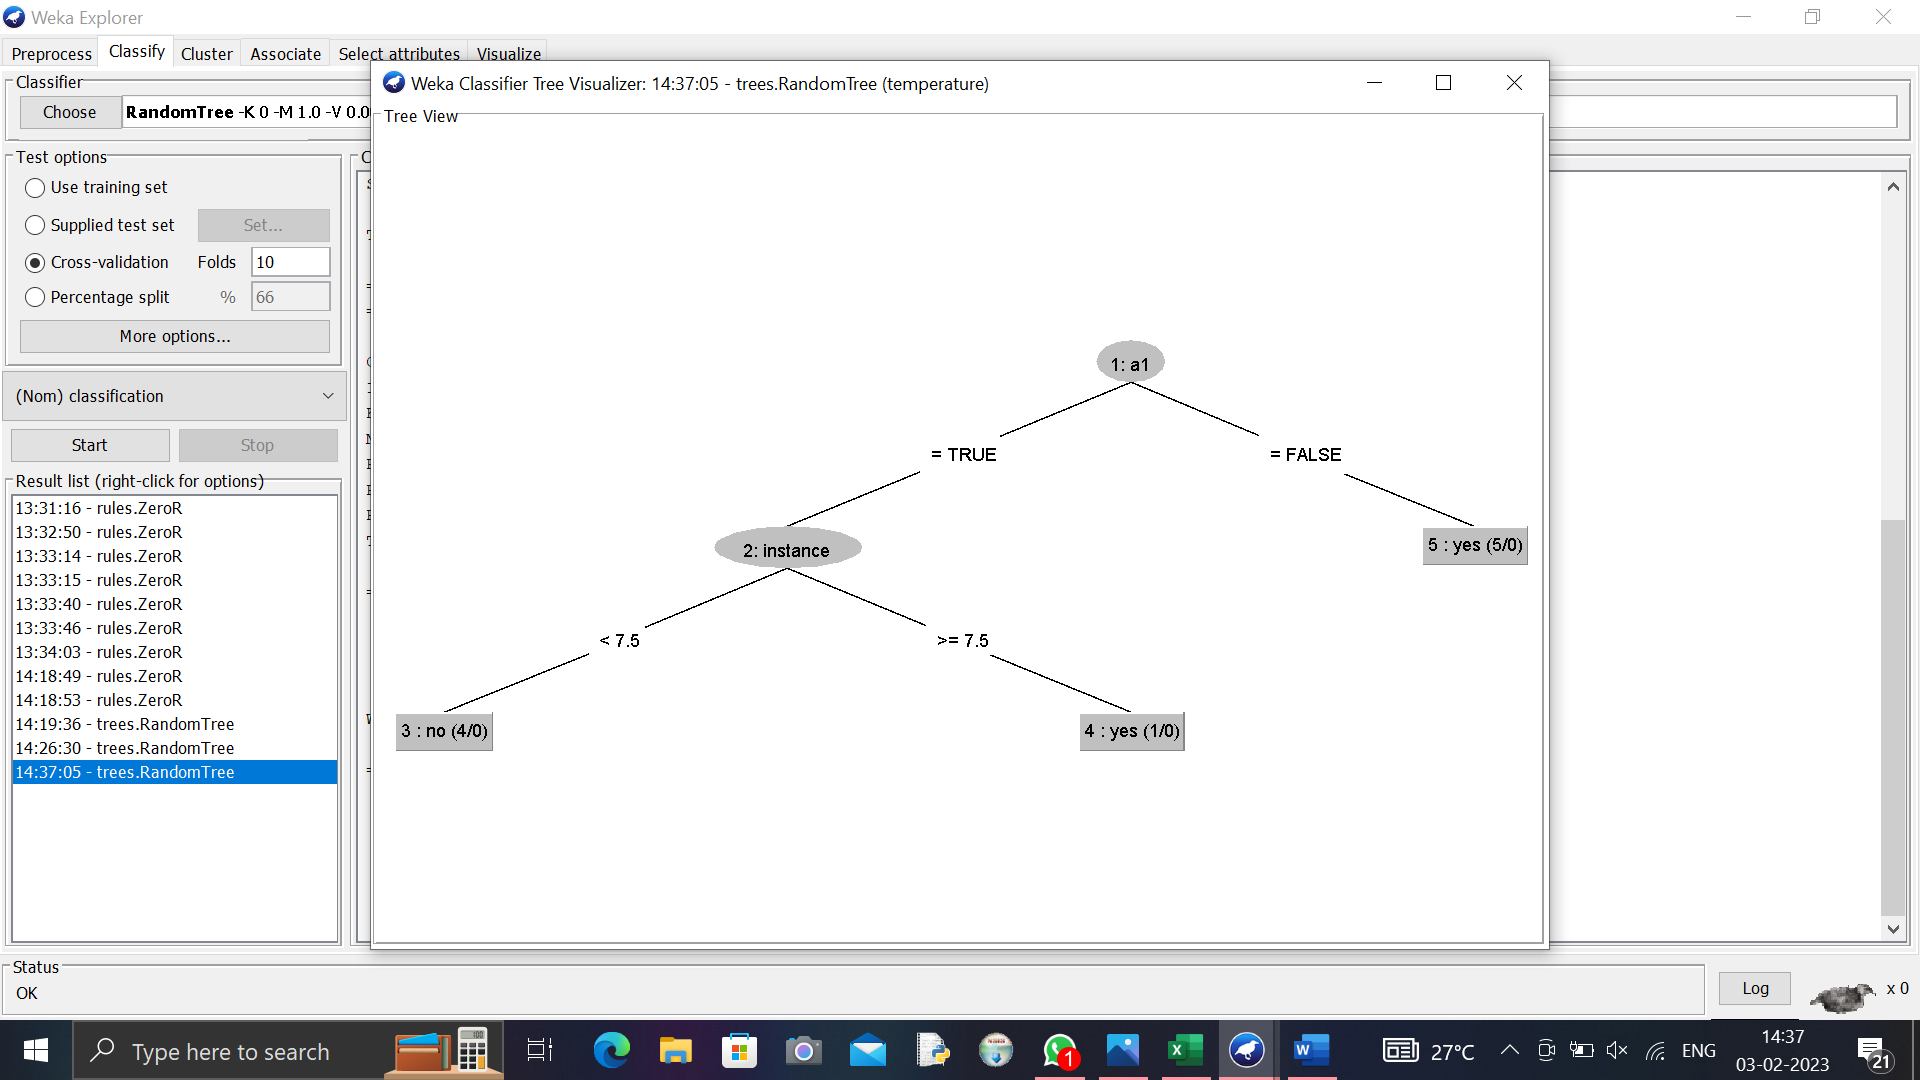 Weka Explorer
Preprocess Classify Cluster Associate Select attributes Visualize
Classifier
Choose RandomTree -K 0 -M 1.0 -V 0.0
Weka Classifier Tree Visualizer: 14:37:05 - trees.RandomTree (temperature)
Tree View
Test options
Use training set
Supplied test set Set...
Cross-validation Folds 10
Percentage split % 66
More options...
(Nom) classification
Start Stop
Result list (right-click for options)
13:31:16 - rules.ZeroR
13:32:50 - rules.ZeroR
13:33:14 - rules.ZeroR
13:33:15 - rules.ZeroR
13:33:40 - rules.ZeroR
13:33:46 - rules.ZeroR
13:34:03 - rules.ZeroR
14:18:49 - rules.ZeroR
14:18:53 - rules.ZeroR
14:19:36 - trees.RandomTree
14:26:30 - trees.RandomTree
14:37:05 - trees.RandomTree
1: a1
= TRUE = FALSE
2: instance 5 : yes (5/0)
< 7.5 >= 7.5
3 : no (4/0) 4 : yes (1/0)
Status
OK
Log x 0
Type here to search
1
27°C
ENG
14:37
03-02-2023
21